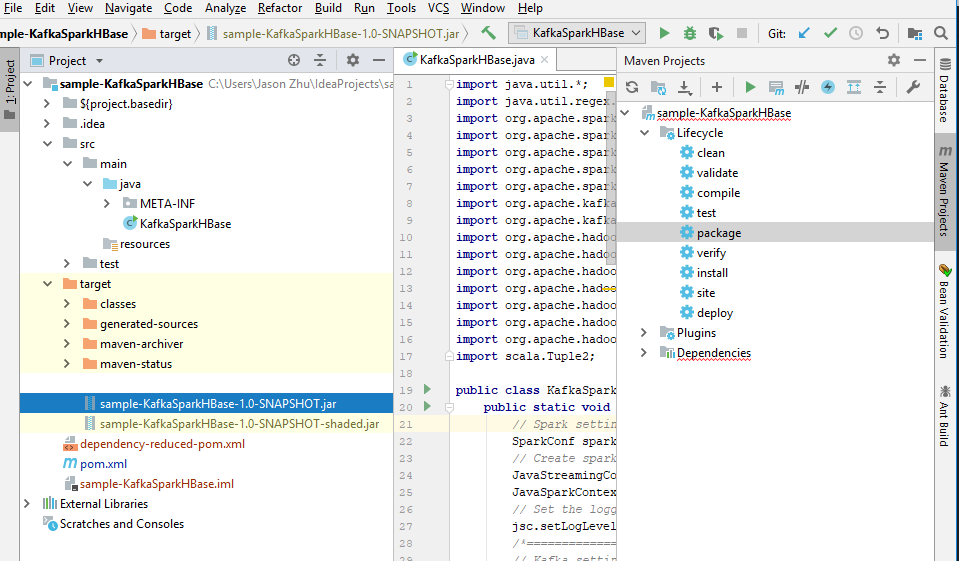 File Edit View Navigate Code Analyze Refactor Build Run Tools VCS Window Help
mple-KafkaSparkHBase target sample-KafkaSparkHBase-1.0-SNAPSHOT.jar KafkaSparkHBase Git:
1: Project
Project
sample-KafkaSparkHBase C:\Users\Jason Zhu\IdeaProjects\sa
${project.basedir}
.idea
src
main
java
META-INF
KafkaSparkHBase
resources
test
target
classes
generated-sources
maven-archiver
maven-status
sample-KafkaSparkHBase-1.0-SNAPSHOT.jar
sample-KafkaSparkHBase-1.0-SNAPSHOT-shaded.jar
dependency-reduced-pom.xml
pom.xml
sample-KafkaSparkHBase.iml
External Libraries
Scratches and Consoles
KafkaSparkHBase.java
1 import java.util.*;
2 import java.util.regex.
3 import org.apache.spark
4 import org.apache.spark
5 import org.apache.spark
6 import org.apache.spark
7 import org.apache.spark
8 import org.apache.kafka
9 import org.apache.kafka
10 import org.apache.hadoo
11 import org.apache.hadoo
12 import org.apache.hadoo
13 import org.apache.hadoo
14 import org.apache.hadoo
15 import org.apache.hadoo
16 import org.apache.hadoo
17 import scala.Tuple2;
18
19 public class KafkaSpark
20 public static void
21 // Spark settin
22 SparkConf spark
23 // Create spark
24 JavaStreamingCo
25 JavaSparkContex
26 // Set the logg
27 jsc.setLogLevel
28 /*=============
29 // Kafka settin
Maven Projects
sample-KafkaSparkHBase
Lifecycle
clean
validate
compile
test
package
verify
install
site
deploy
Plugins
Dependencies
Database
Maven Projects
Bean Validation
Ant Build